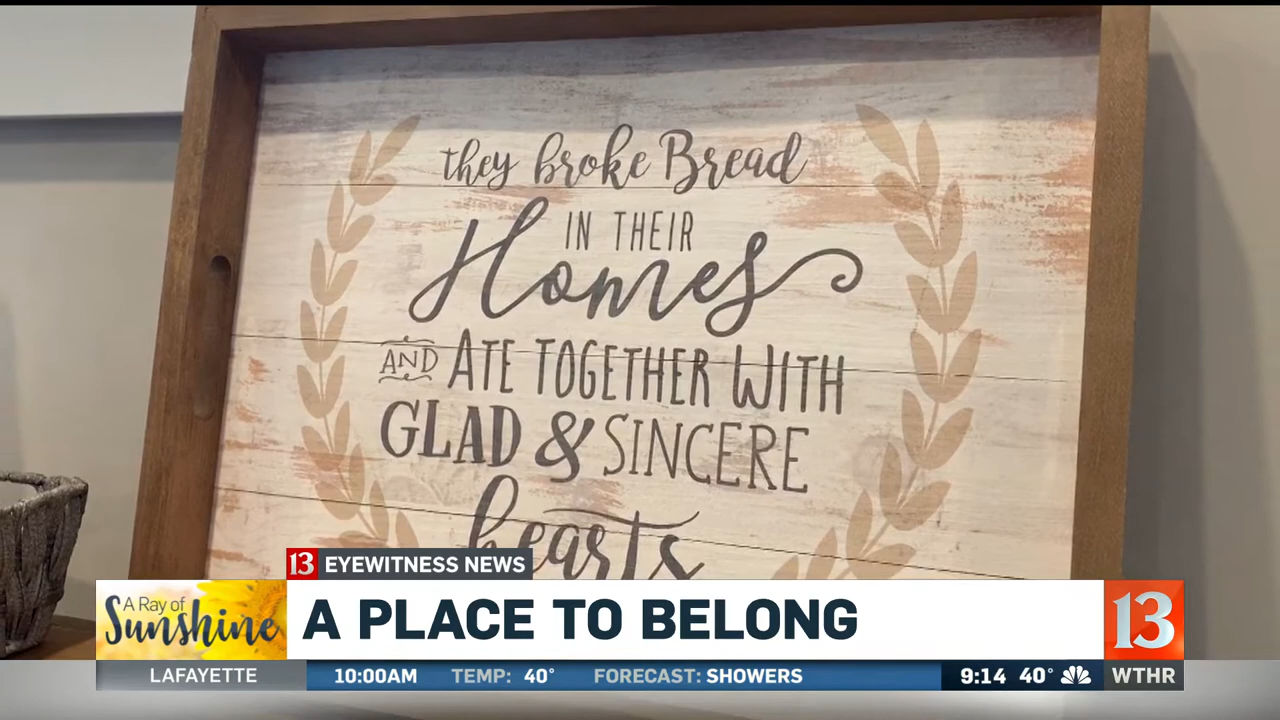 they broke Bread
IN THEIR
Homes
AND ATE TOGETHER WITH
GLAD & SINCERE
hearts
13 EYEWITNESS NEWS
A Ray of
Sunshine
A PLACE TO BELONG
13
LAFAYETTE 10:00AM TEMP: 40° FORECAST: SHOWERS 9:14 40° WTHR